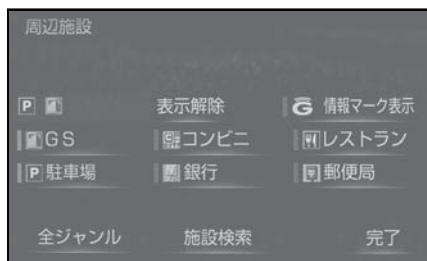 周辺施設
P 表示解除 G 情報マーク表示
GS コンビニ レストラン
P 駐車場 銀行 〒郵便局
全ジャンル 施設検索 完了